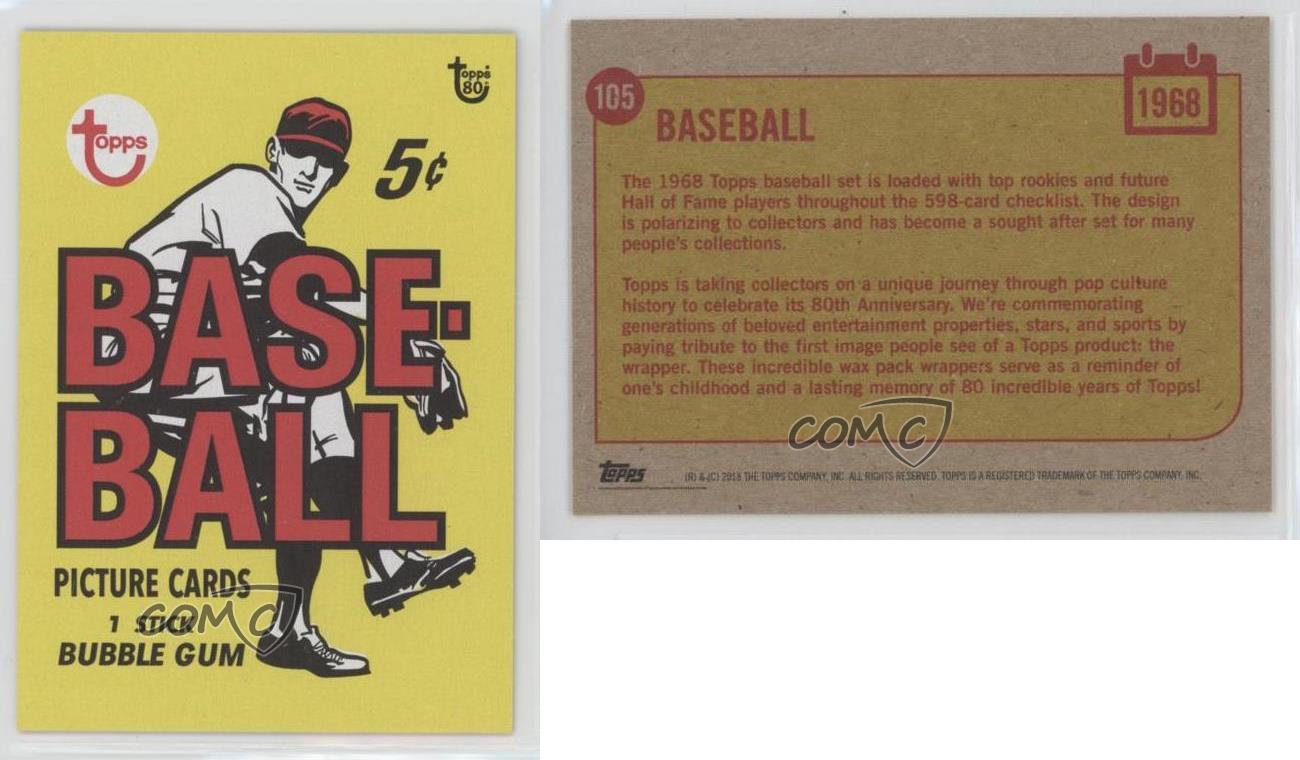 topps
topps
80
5¢
BASE-
BALL
PICTURE CARDS
1 STICK
BUBBLE GUM
COMC
105
BASEBALL
1968
The 1968 Topps baseball set is loaded with top rookies and future
Hall of Fame players throughout the 598-card checklist. The design
is polarizing to collectors and has become a sought after set for many
people's collections.
Topps is taking collectors on a unique journey through pop culture
history to celebrate its 80th Anniversary. We're commemorating
generations of beloved entertainment properties, stars, and sports by
paying tribute to the first image people see of a Topps product: the
wrapper. These incredible wax pack wrappers serve as a reminder of
one's childhood and a lasting memory of 80 incredible years of Topps!
COMC
topps
(R) & (C) 2018 THE TOPPS COMPANY, INC. ALL RIGHTS RESERVED. TOPPS IS A REGISTERED TRADEMARK OF THE TOPPS COMPANY, INC.